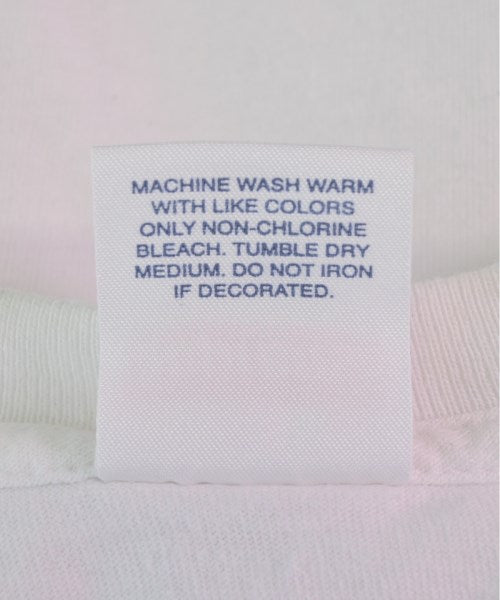 MACHINE WASH WARM
WITH LIKE COLORS
ONLY NON-CHLORINE
BLEACH. TUMBLE DRY
MEDIUM. DO NOT IRON
IF DECORATED.